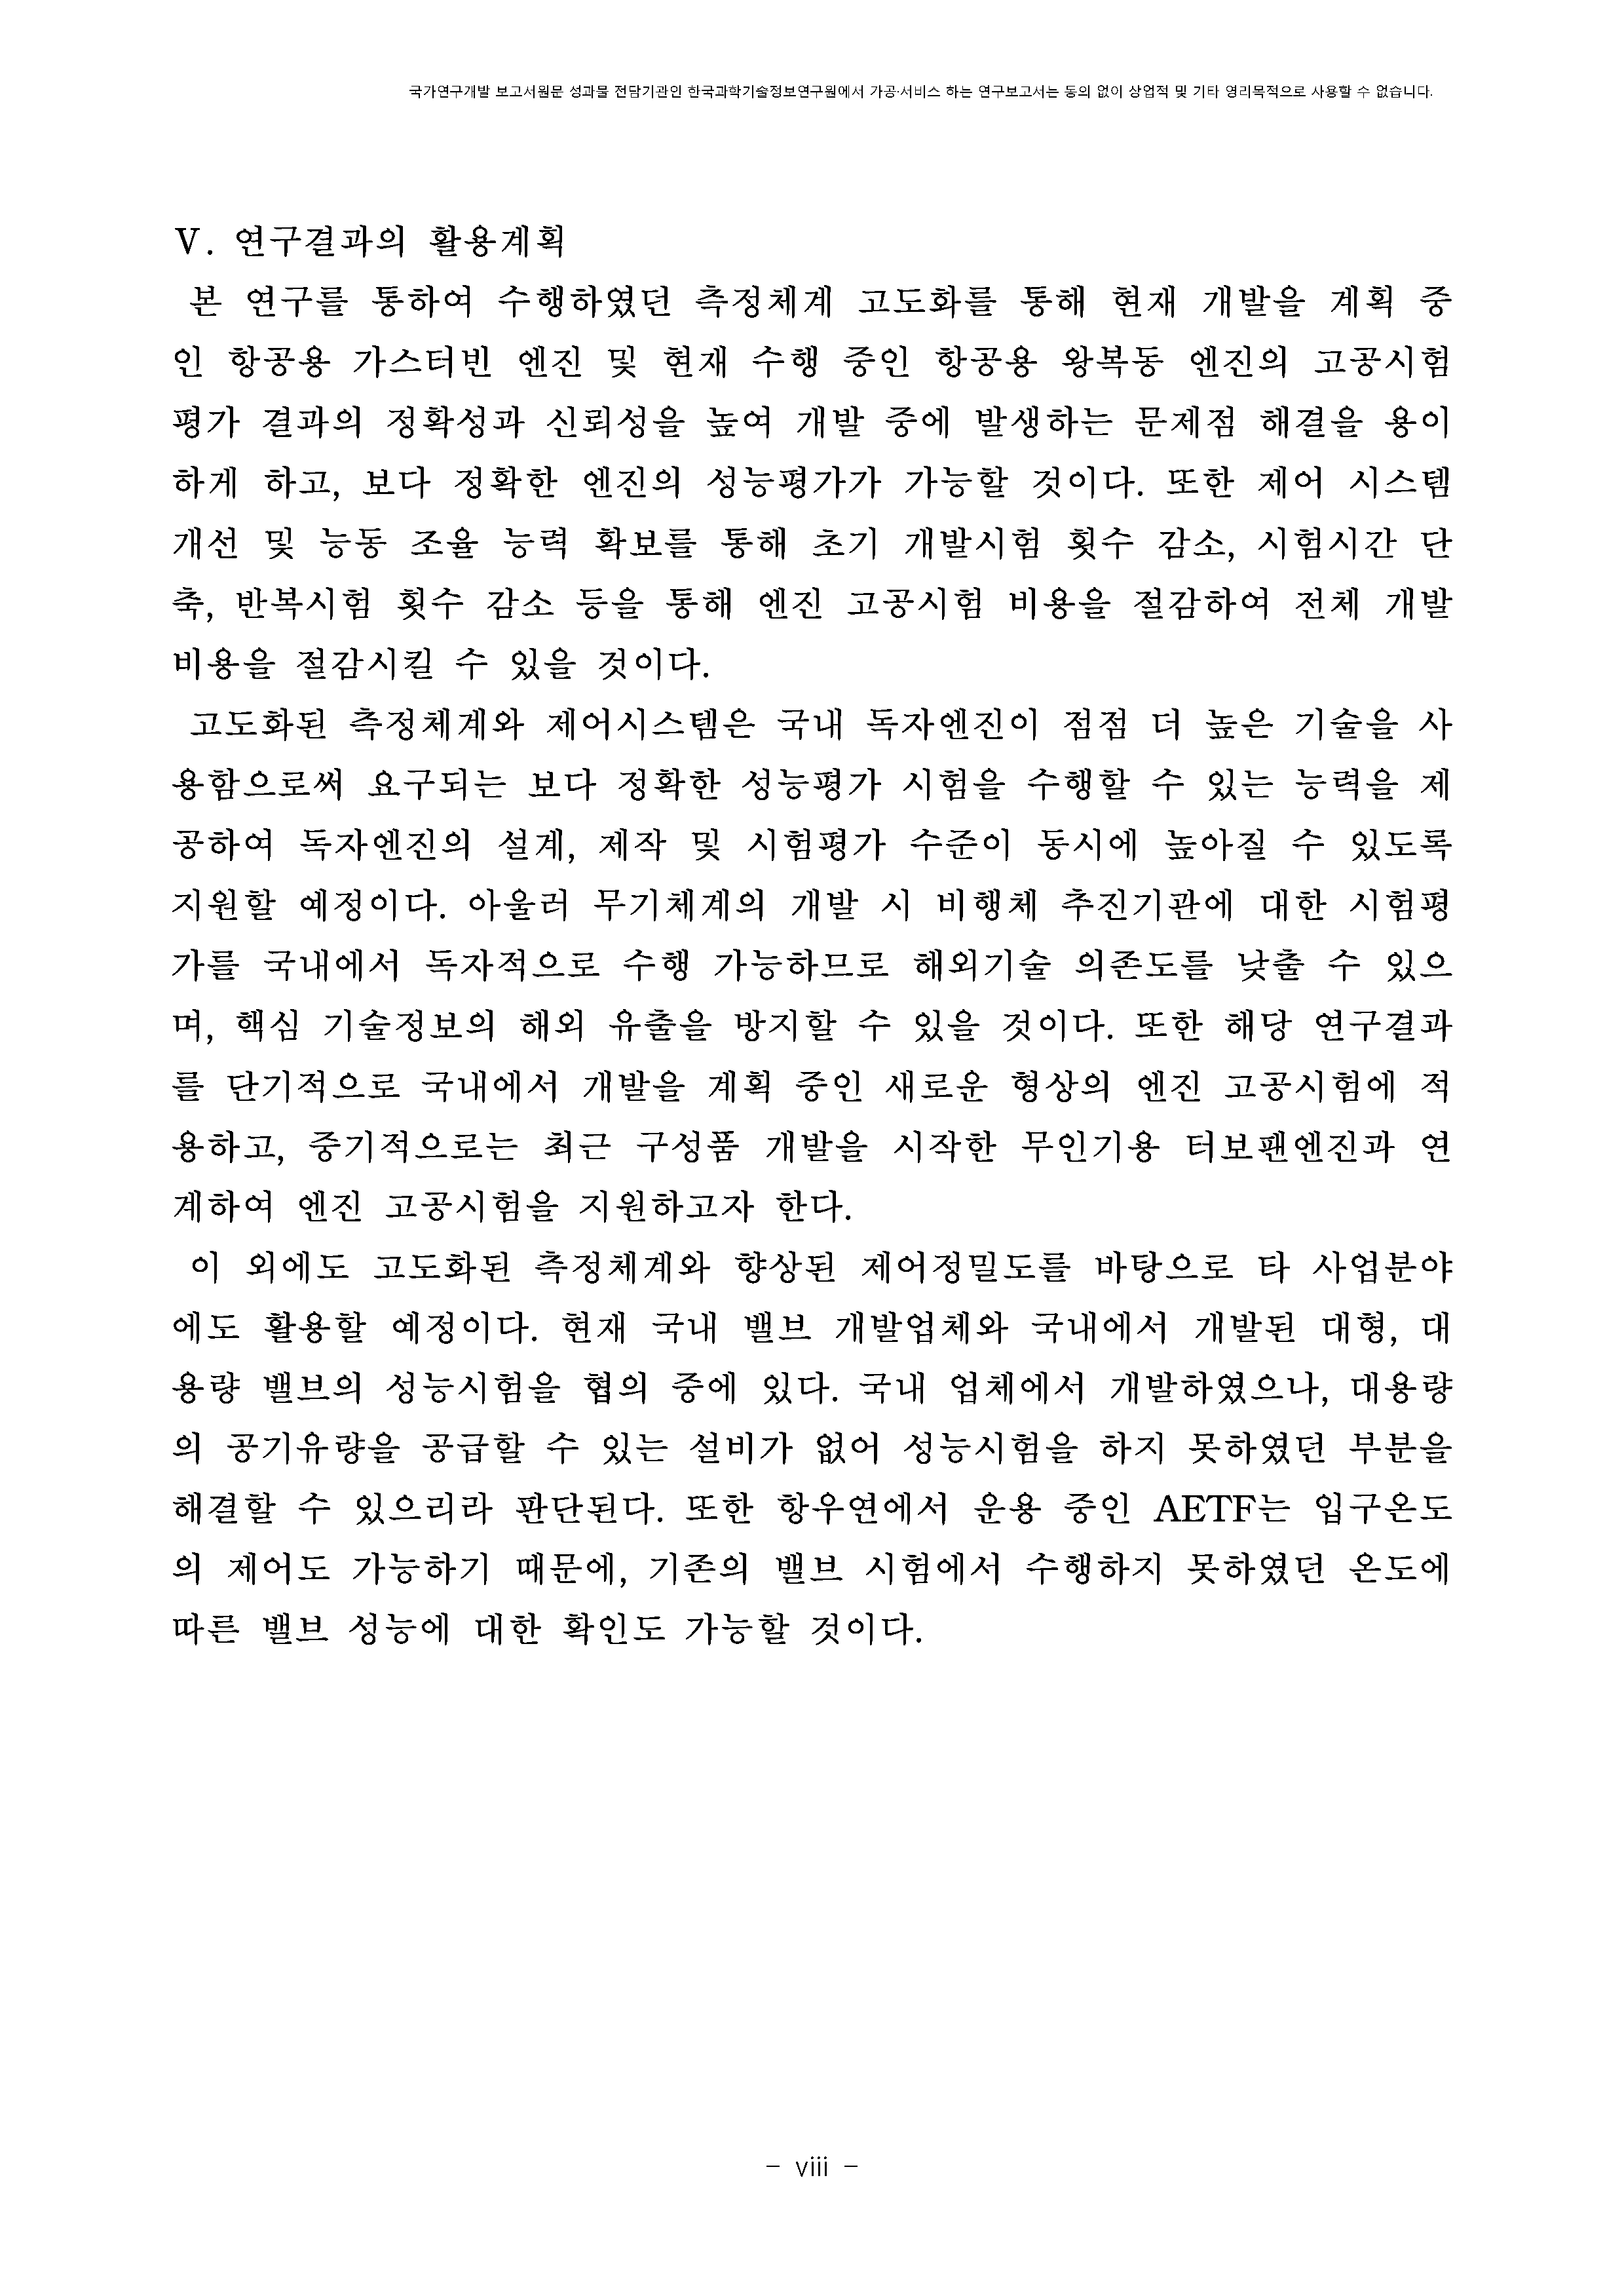 국가연구개발 보고서원문 성과물 전담기관인 한국과학기술정보연구원에서 가공·서비스 하는 연구보고서는 동의 없이 상업적 및 기타 영리목적으로 사용할 수 없습니다.
V. 연구결과의 활용계획
본 연구를 통하여 수행하였던 측정체계 고도화를 통해 현재 개발을 계획 중
인 항공용 가스터빈 엔진 및 현재 수행 중인 항공용 왕복동 엔진의 고공시험
평가 결과의 정확성과 신뢰성을 높여 개발 중에 발생하는 문제점 해결을 용이
하게 하고, 보다 정확한 엔진의 성능평가가 가능할 것이다. 또한 제어 시스템
개선 및 능동 조율 능력 확보를 통해 초기 개발시험 횟수 감소, 시험시간 단
축, 반복시험 횟수 감소 등을 통해 엔진 고공시험 비용을 절감하여 전체 개발
비용을 절감시킬 수 있을 것이다.
고도화된 측정체계와 제어시스템은 국내 독자엔진이 점점 더 높은 기술을 사
용함으로써 요구되는 보다 정확한 성능평가 시험을 수행할 수 있는 능력을 제
공하여 독자엔진의 설계, 제작 및 시험평가 수준이 동시에 높아질 수 있도록
지원할 예정이다. 아울러 무기체계의 개발 시 비행체 추진기관에 대한 시험평
가를 국내에서 독자적으로 수행 가능하므로 해외기술 의존도를 낮출 수 있으
며, 핵심 기술정보의 해외 유출을 방지할 수 있을 것이다. 또한 해당 연구결과
를 단기적으로 국내에서 개발을 계획 중인 새로운 형상의 엔진 고공시험에 적
용하고, 중기적으로는 최근 구성품 개발을 시작한 무인기용 터보팬엔진과 연
계하여 엔진 고공시험을 지원하고자 한다.
이 외에도 고도화된 측정체계와 향상된 제어정밀도를 바탕으로 타 사업분야
에도 활용할 예정이다. 현재 국내 밸브 개발업체와 국내에서 개발된 대형, 대
용량 밸브의 성능시험을 협의 중에 있다. 국내 업체에서 개발하였으나, 대용량
의 공기유량을 공급할 수 있는 설비가 없어 성능시험을 하지 못하였던 부분을
해결할 수 있으리라 판단된다. 또한 항우연에서 운용 중인 AETF는 입구온도
의 제어도 가능하기 때문에, 기존의 밸브 시험에서 수행하지 못하였던 온도에
따른 밸브 성능에 대한 확인도 가능할 것이다.
- viii -